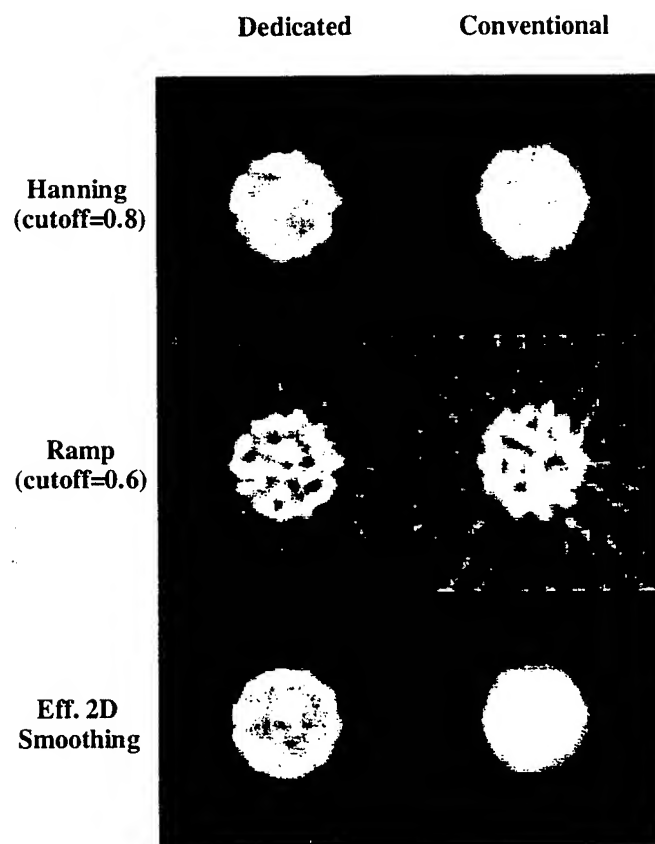 Dedicated Conventional
Hanning
(cutoff=0.8)
Ramp
(cutoff=0.6)
Eff. 2D
Smoothing